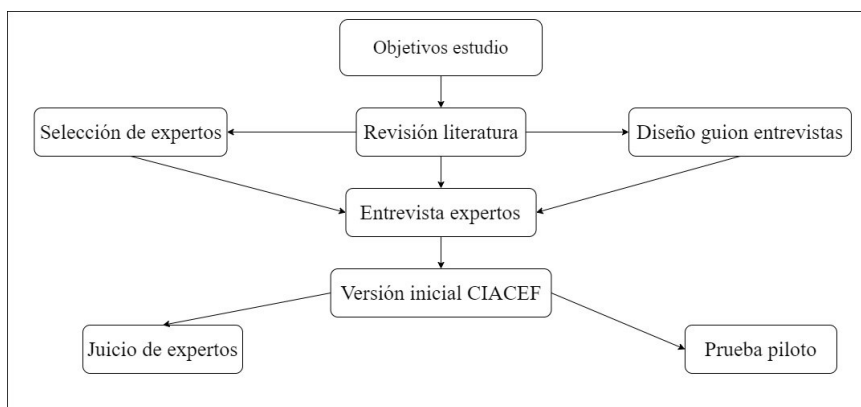 Objetivos estudio
Selección de expertos
Revisión literatura
Diseño guion entrevistas
Entrevista expertos
Versión inicial CIACEF
Juicio de expertos
Prueba piloto